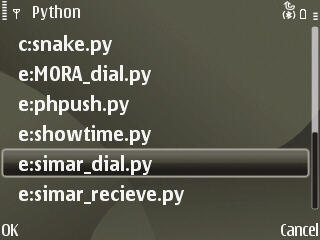 Python
c:snake.py
e:MORA_dial.py
e:phpush.py
e:showtime.py
e:simar_dial.py
e:simar_recieve.py
OK Cancel